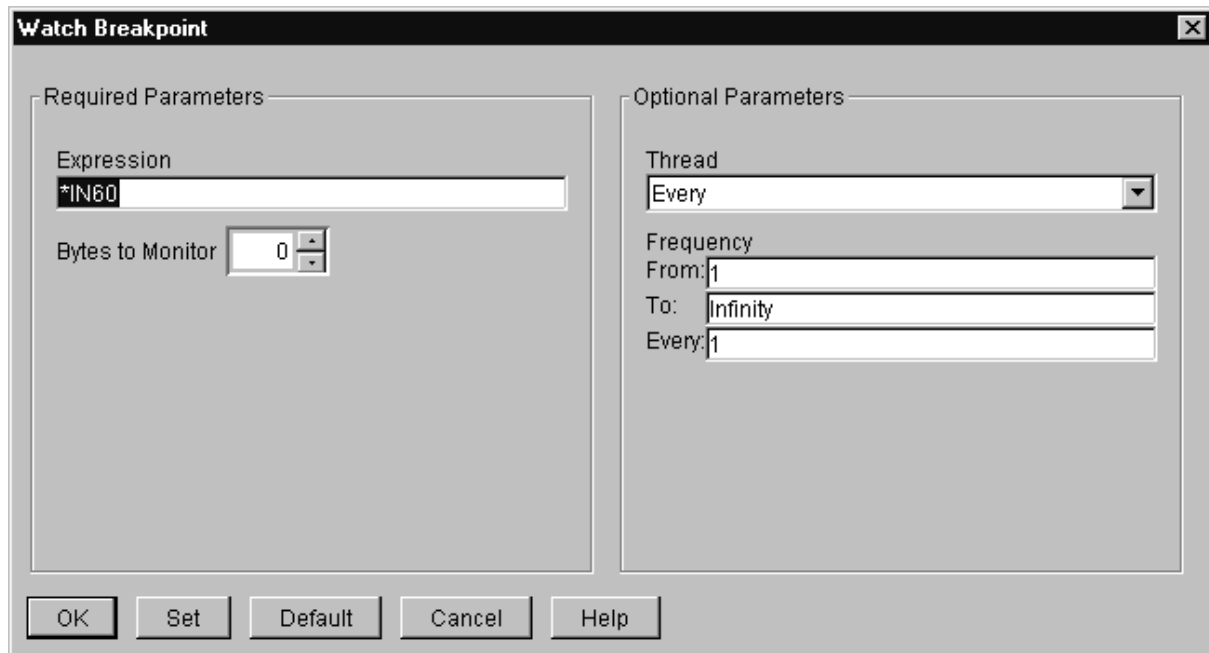 Watch Breakpoint
Required Parameters
Expression
*IN60
Bytes to Monitor 0
Optional Parameters
Thread
Every
Frequency
From: 1
To: Infinity
Every: 1
OK Set Default Cancel Help